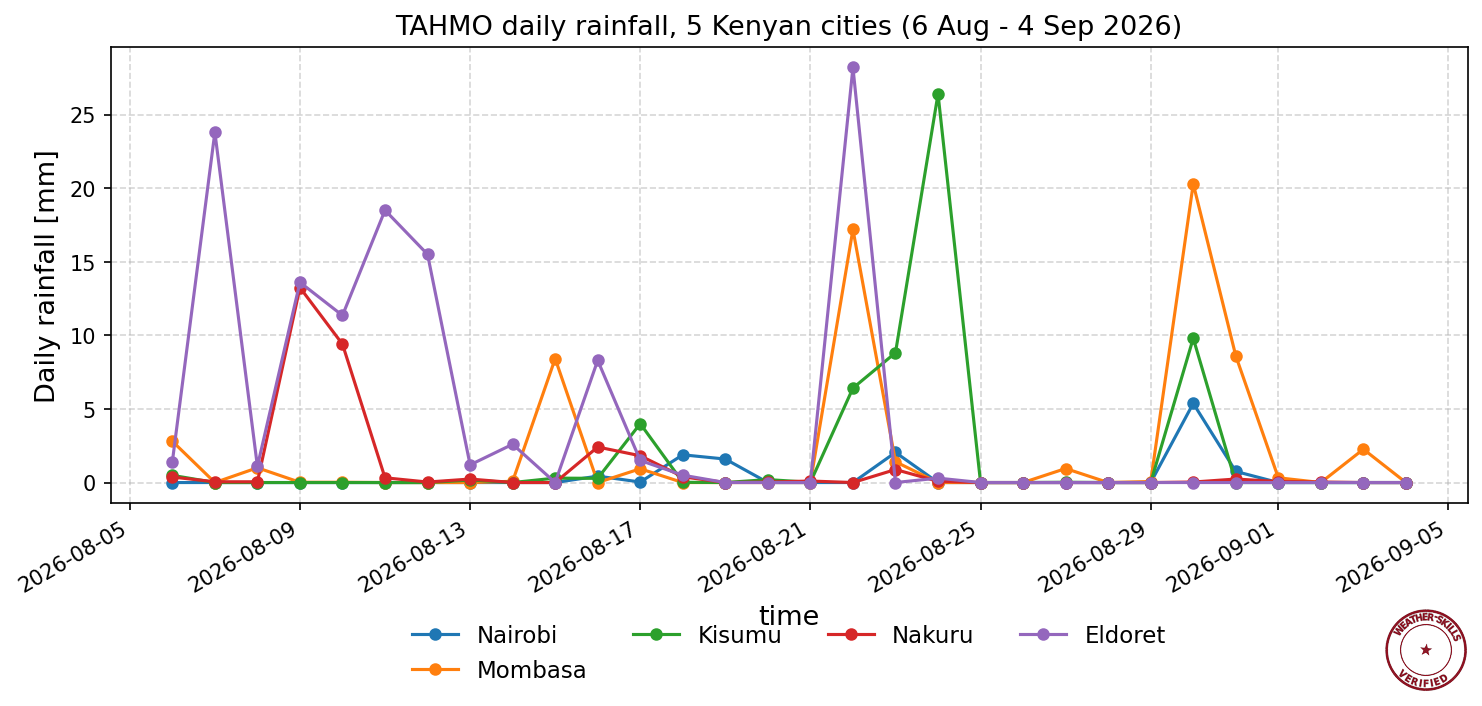 TAHMO daily rainfall, 5 Kenyan cities (6 Aug - 4 Sep 2026)
Daily rainfall [mm]
25
20
15
10
5
0
2026-08-05
2026-08-09
2026-08-13
2026-08-17
2026-08-21
2026-08-25
2026-08-29
2026-09-01
2026-09-05
time
Nairobi
Kisumu
Nakuru
Eldoret
Mombasa
WEATHER-SKILLS
VERIFIED